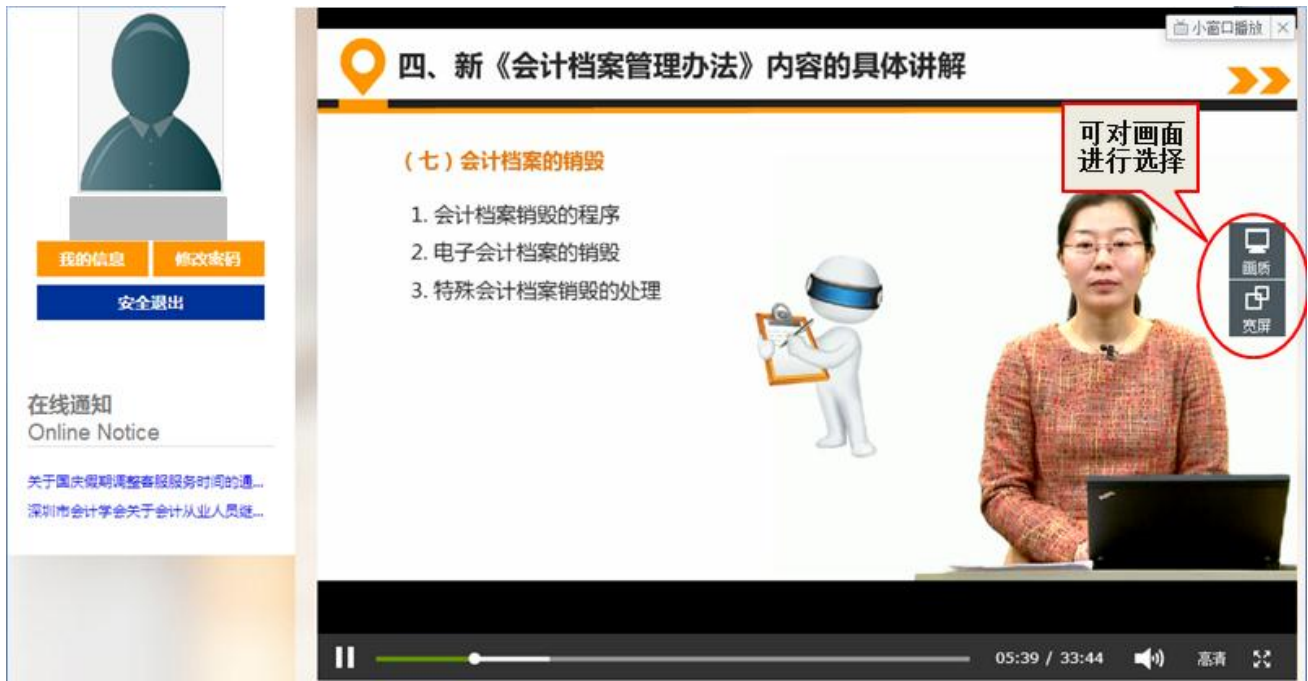 小窗口播放
四、新《会计档案管理办法》内容的具体讲解
可对画面
进行选择
(七)会计档案的销毁
1. 会计档案销毁的程序
2. 电子会计档案的销毁
3. 特殊会计档案销毁的处理
画质
宽屏
我的信息
修改密码
安全退出
在线通知
Online Notice
关于国庆假期调整客服服务时间的通...
深圳市会计学会关于会计从业人员继...
05:39 / 33:44
高清